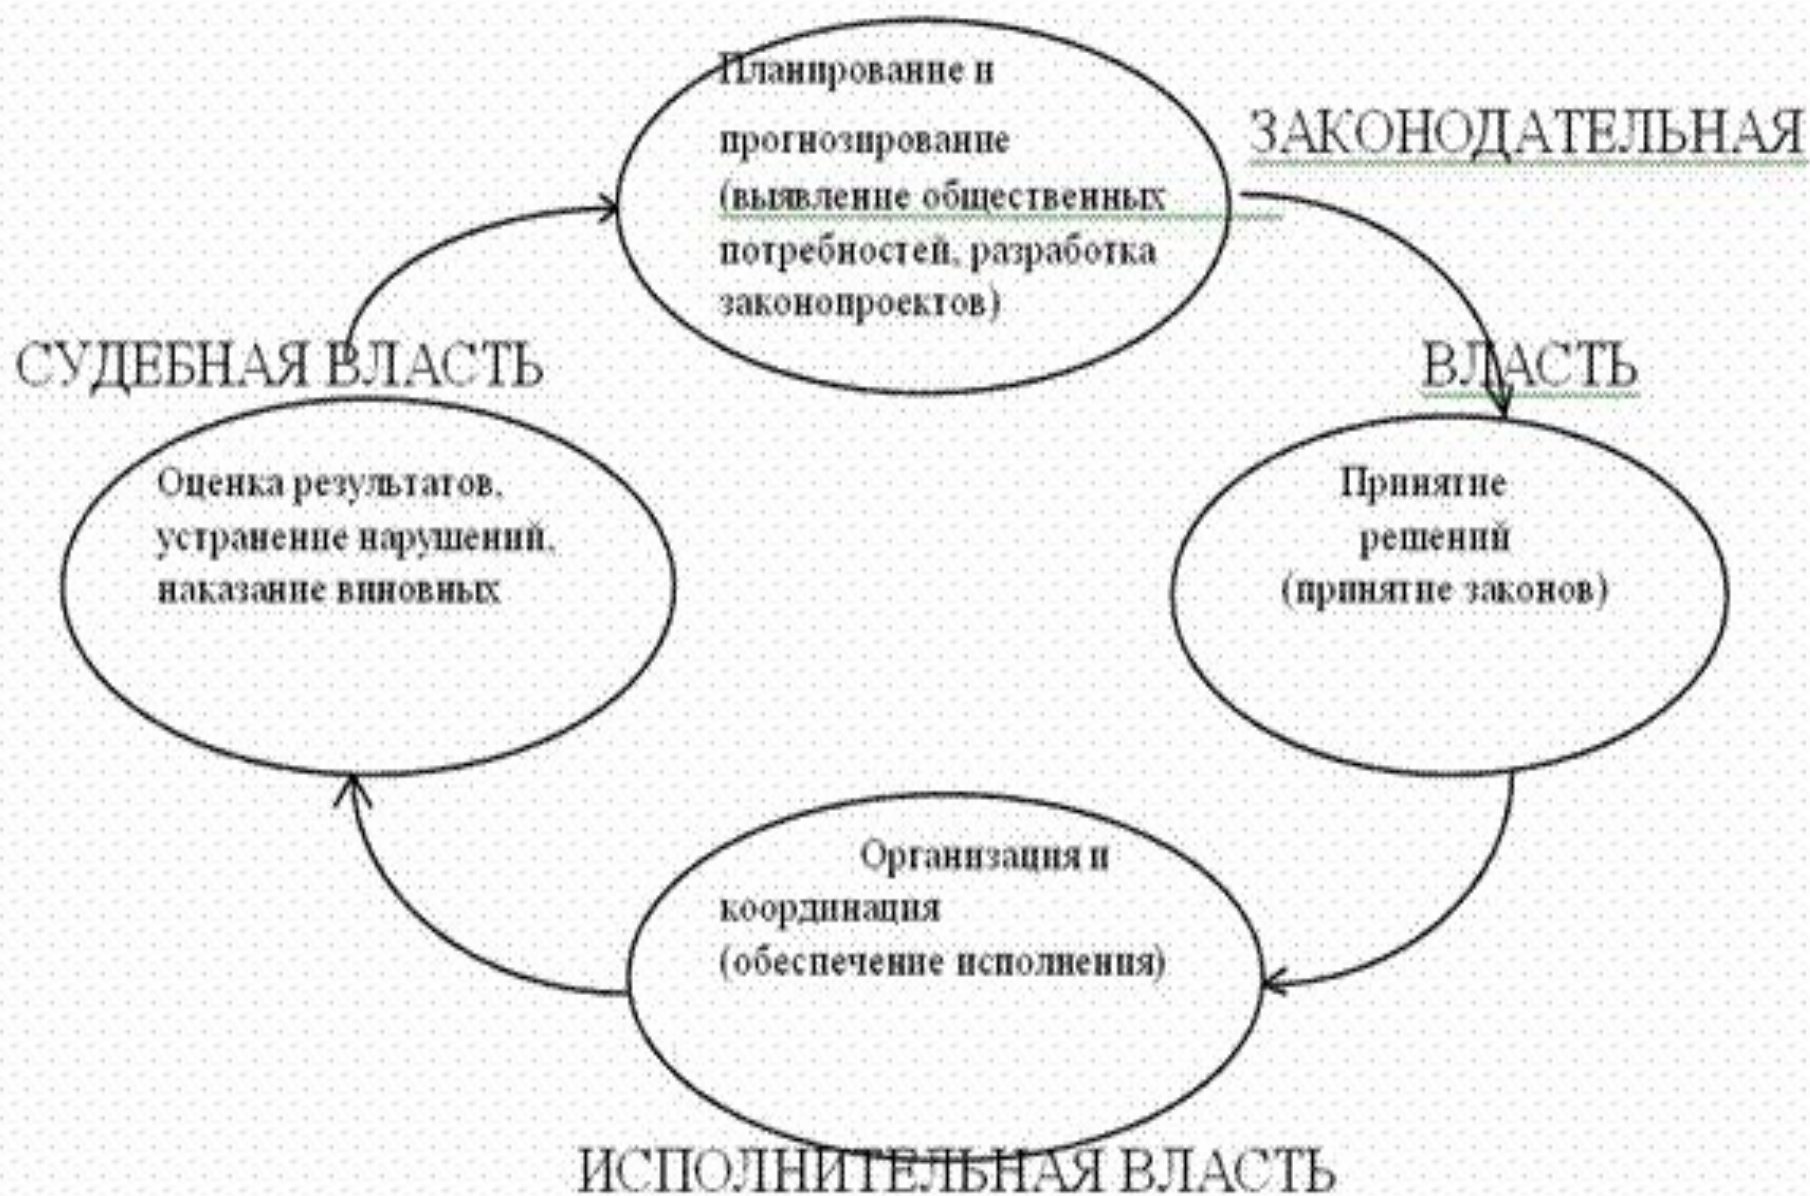 Планирование и
прогнозирование
(выявление общественных
потребностей, разработка
законопроектов)
ЗАКОНОДАТЕЛЬНАЯ
ВЛАСТЬ
Принятие
решений
(принятие законов)
Организация и
координация
(обеспечение исполнения)
ИСПОЛНИТЕЛЬНАЯ ВЛАСТЬ
СУДЕБНАЯ ВЛАСТЬ
Оценка результатов,
устранение нарушений,
наказание виновных